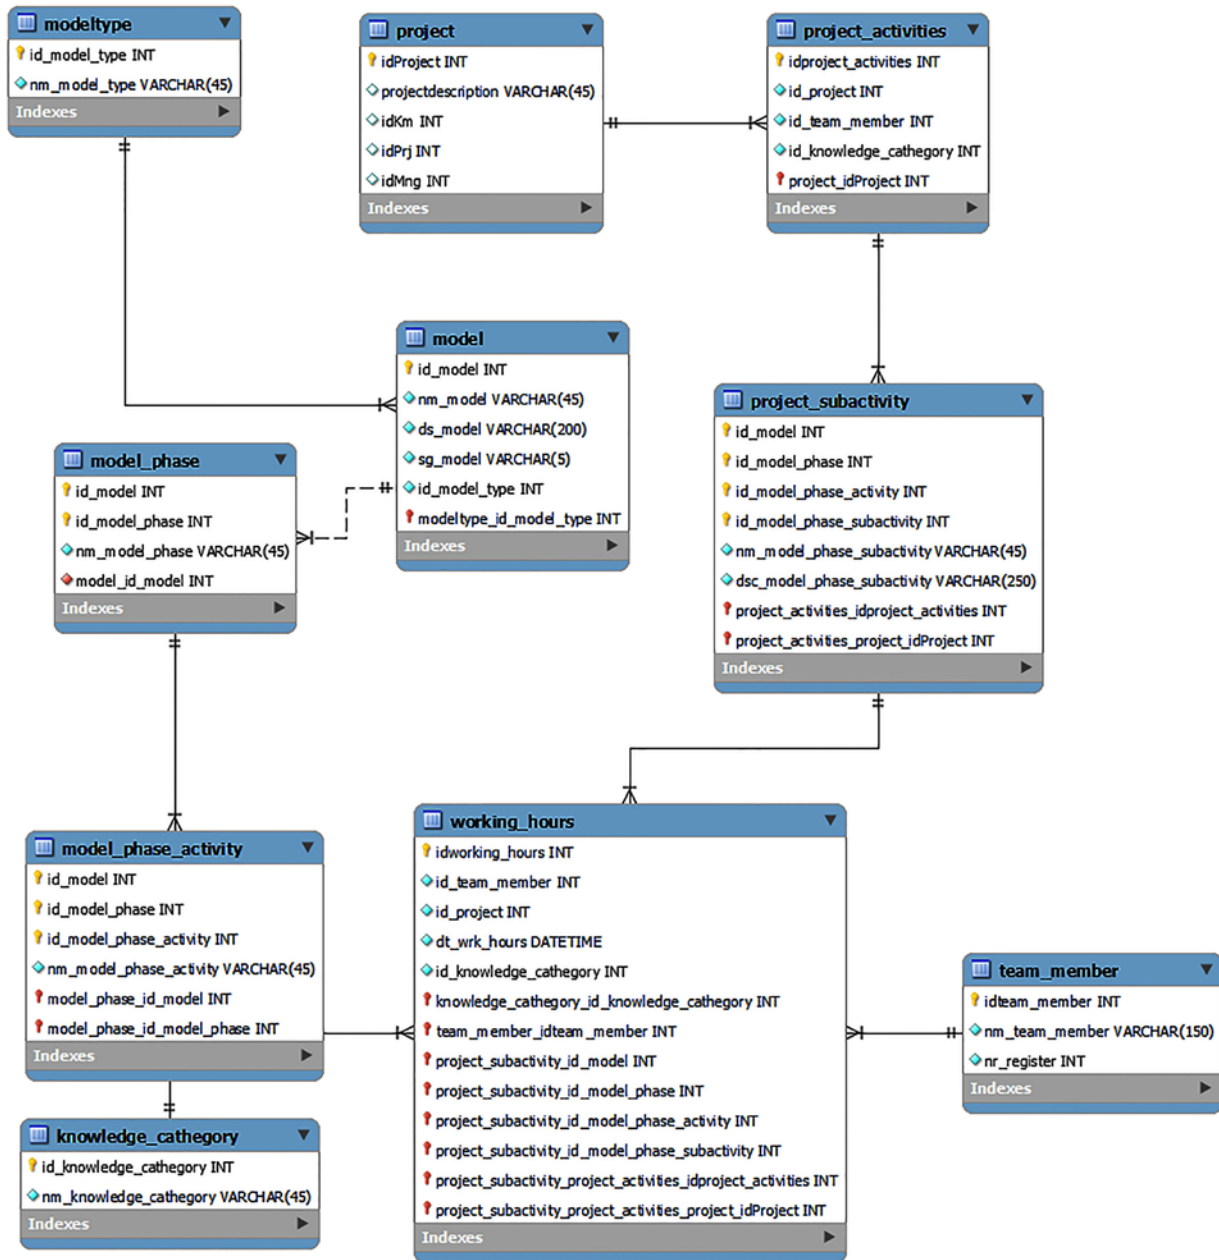 modeltype
id_model_type INT
nm_model_type VARCHAR(45)
Indexes
project
idProject INT
projectdescription VARCHAR(45)
idKm INT
idPrj INT
idMng INT
Indexes
project_activities
idproject_activities INT
id_project INT
id_team_member INT
id_knowledge_cathegory INT
project_idProject INT
Indexes
model
id_model INT
nm_model VARCHAR(45)
ds_model VARCHAR(200)
sg_model VARCHAR(5)
id_model_type INT
modeltype_id_model_type INT
Indexes
project_subactivity
id_model INT
id_model_phase INT
id_model_phase_activity INT
id_model_phase_subactivity INT
nm_model_phase_subactivity VARCHAR(45)
dsc_model_phase_subactivity VARCHAR(250)
project_activities_idproject_activities INT
project_activities_project_idProject INT
Indexes
model_phase
id_model INT
id_model_phase INT
nm_model_phase VARCHAR(45)
model_id_model INT
Indexes
model_phase_activity
id_model INT
id_model_phase INT
id_model_phase_activity INT
nm_model_phase_activity VARCHAR(45)
model_phase_id_model INT
model_phase_id_model_phase INT
Indexes
working_hours
idworking_hours INT
id_team_member INT
id_project INT
dt_wrk_hours DATETIME
id_knowledge_cathegory INT
knowledge_cathegory_id_knowledge_cathegory INT
team_member_idteam_member INT
project_subactivity_id_model INT
project_subactivity_id_model_phase INT
project_subactivity_id_model_phase_activity INT
project_subactivity_id_model_phase_subactivity INT
project_subactivity_project_activities_idproject_activities INT
project_subactivity_project_activities_project_idProject INT
Indexes
team_member
idteam_member INT
nm_team_member VARCHAR(150)
nr_register INT
Indexes
knowledge_cathegory
id_knowledge_cathegory INT
nm_knowledge_cathegory VARCHAR(45)
Indexes